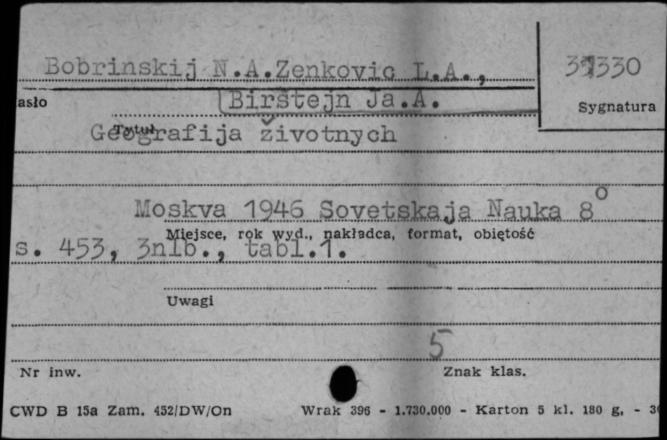 Bobrinskij N.A.Zenkovic L.A.,
asło
Birštejn Ja.A.
Sygnatura
Tytuł
Geografija životnych
Moskva 1946 Sovetskaja Nauka 8°
Miejsce, rok wyd., nakładca, format, objętość
s. 453, 3nlb., tabl.1.
Uwagi
5
Nr inw.
Znak klas.
CWD B 15a Zam. 452/DW/On Wrak 396 - 1.730.000 - Karton 5 kl. 180 g. -